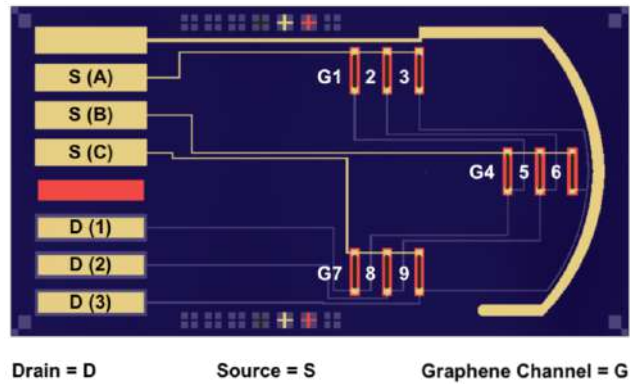 S (A)
G1 2 3
S (B)
S (C)
G4 5 6
D (1)
D (2)
G7 8 9
D (3)
Drain = D Source = S Graphene Channel = G